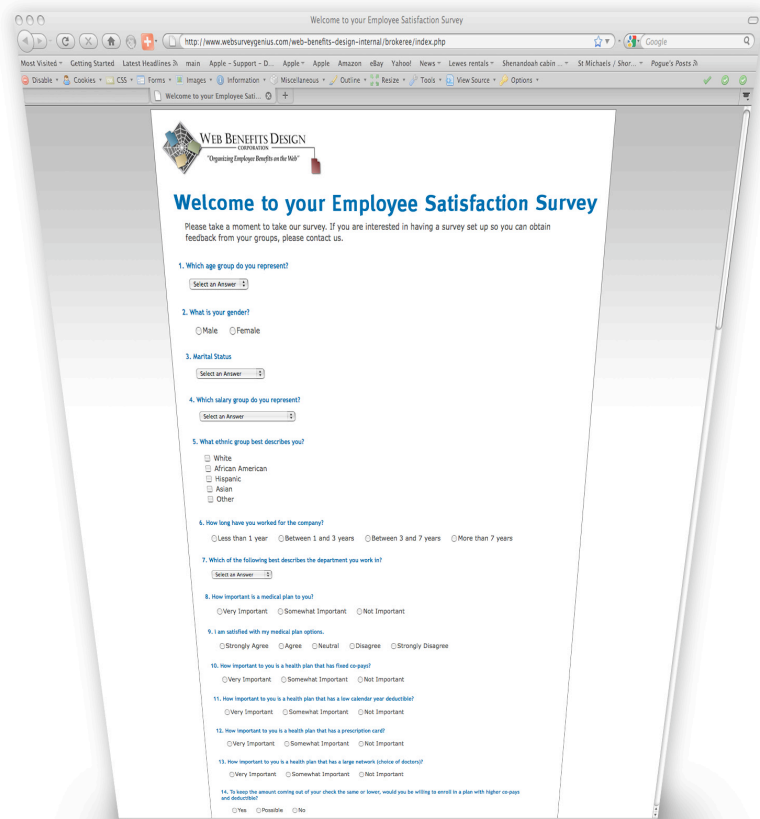 Welcome to your Employee Satisfaction Survey
http://www.websurveygenius.com/web-benefits-design-internal/brokeree/index.php
Google
Most Visited Getting Started Latest Headlines main Apple - Support - D... Apple Apple Amazon eBay Yahoo! News Lewes rentals Shenandoah cabin ... St Michaels / Shor... Pogue's Posts
Disable Cookies CSS Forms Images Information Miscellaneous Outline Resize Tools View Source Options
Welcome to your Employee Sati...
WEB BENEFITS DESIGN
CORPORATION
"Organizing Employee Benefits on the Web"
Welcome to your Employee Satisfaction Survey
Please take a moment to take our survey. If you are interested in having a survey set up so you can obtain
feedback from your groups, please contact us.
1. Which age group do you represent?
Select an Answer
2. What is your gender?
Male Female
3. Marital Status
Select an Answer
4. Which salary group do you represent?
Select an Answer
5. What ethnic group best describes you?
White
African American
Hispanic
Asian
Other
6. How long have you worked for the company?
Less than 1 year Between 1 and 3 years Between 3 and 7 years More than 7 years
7. Which of the following best describes the department you work in?
Select an Answer
8. How important is a medical plan to you?
Very Important Somewhat Important Not Important
9. I am satisfied with my medical plan options.
Strongly Agree Agree Neutral Disagree Strongly Disagree
10. How important to you is a health plan that has fixed co-pays?
Very Important Somewhat Important Not Important
11. How important to you is a health plan that has a low calendar year deductible?
Very Important Somewhat Important Not Important
12. How important to you is a health plan that has a prescription card?
Very Important Somewhat Important Not Important
13. How important to you is a health plan that has a large network (choice of doctors)?
Very Important Somewhat Important Not Important
14. To keep the amount coming out of your check the same or lower, would you be willing to enroll in a plan with higher co-pays
and deductible?
Yes Possible No